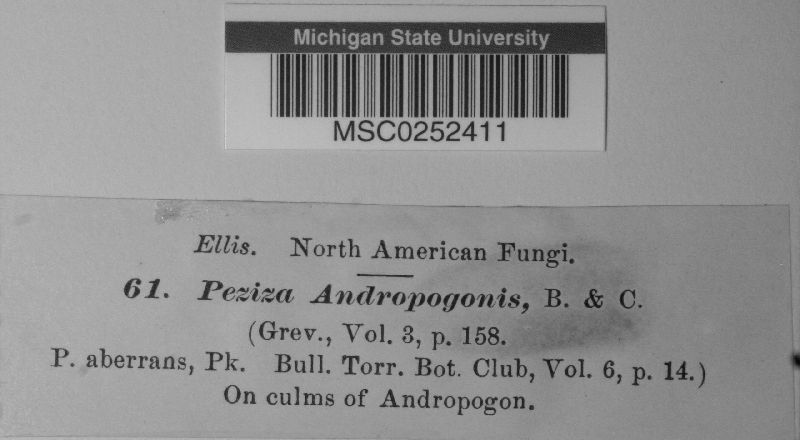 Michigan State University
MSC0252411
Ellis. North American Fungi.
61. Peziza Andropogonis, B. & C.
(Grev., Vol. 3, p. 158.
P. aberrans, Pk. Bull. Torr. Bot. Club, Vol. 6, p. 14.)
On culms of Andropogon.